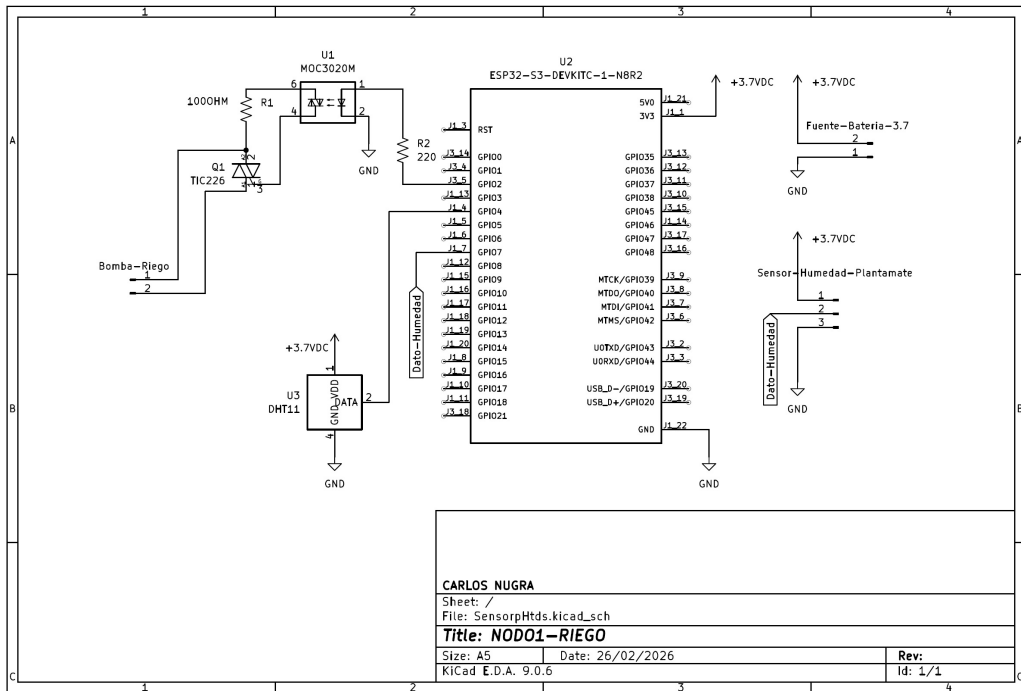 1 2 3 4
A A
B B
C C
U1
MOC3020M
6 1
4 2
100OHM R1
R2
220
GND
Q1
TIC226
2
1 3
Bomba-Riego
1
2
U2
ESP32-S3-DEVKITC-1-N8R2
J1_3 RST
J3_14 GPIO0
J3_4 GPIO1
J3_5 GPIO2
J1_13 GPIO3
J1_4 GPIO4
J1_5 GPIO5
J1_6 GPIO6
J1_7 GPIO7
J1_12 GPIO8
J1_15 GPIO9
J1_16 GPIO10
J1_17 GPIO11
J1_18 GPIO12
J1_19 GPIO13
J1_20 GPIO14
J1_8 GPIO15
J1_9 GPIO16
J1_10 GPIO17
J1_11 GPIO18
J3_18 GPIO21
5V0 J1_21
3V3 J1_1
GPIO35 J3_13
GPIO36 J3_12
GPIO37 J3_11
GPIO38 J3_10
GPIO45 J3_15
GPIO46 J1_14
GPIO47 J3_17
GPIO48 J3_16
MTCK/GPIO39 J3_9
MTDO/GPIO40 J3_8
MTDI/GPIO41 J3_7
MTMS/GPIO42 J3_6
U0TXD/GPIO43 J3_2
U0RXD/GPIO44 J3_3
USB_D-/GPIO19 J3_20
USB_D+/GPIO20 J3_19
GND J1_22
GND
+3.7VDC
Dato-Humedad
+3.7VDC
1
U3
DHT11
VDD
DATA 2
GND
4
GND
+3.7VDC
Fuente-Bateria-3.7
2
1
GND
+3.7VDC
Sensor-Humedad-Plantamate
1
2
3
Dato-Humedad
GND
CARLOS NUGRA
Sheet: /
File: SensorpHtds.kicad_sch
Title: NODO1-RIEGO
Size: A5 Date: 26/02/2026 Rev:
KiCad E.D.A. 9.0.6 Id: 1/1
1 2 3 4